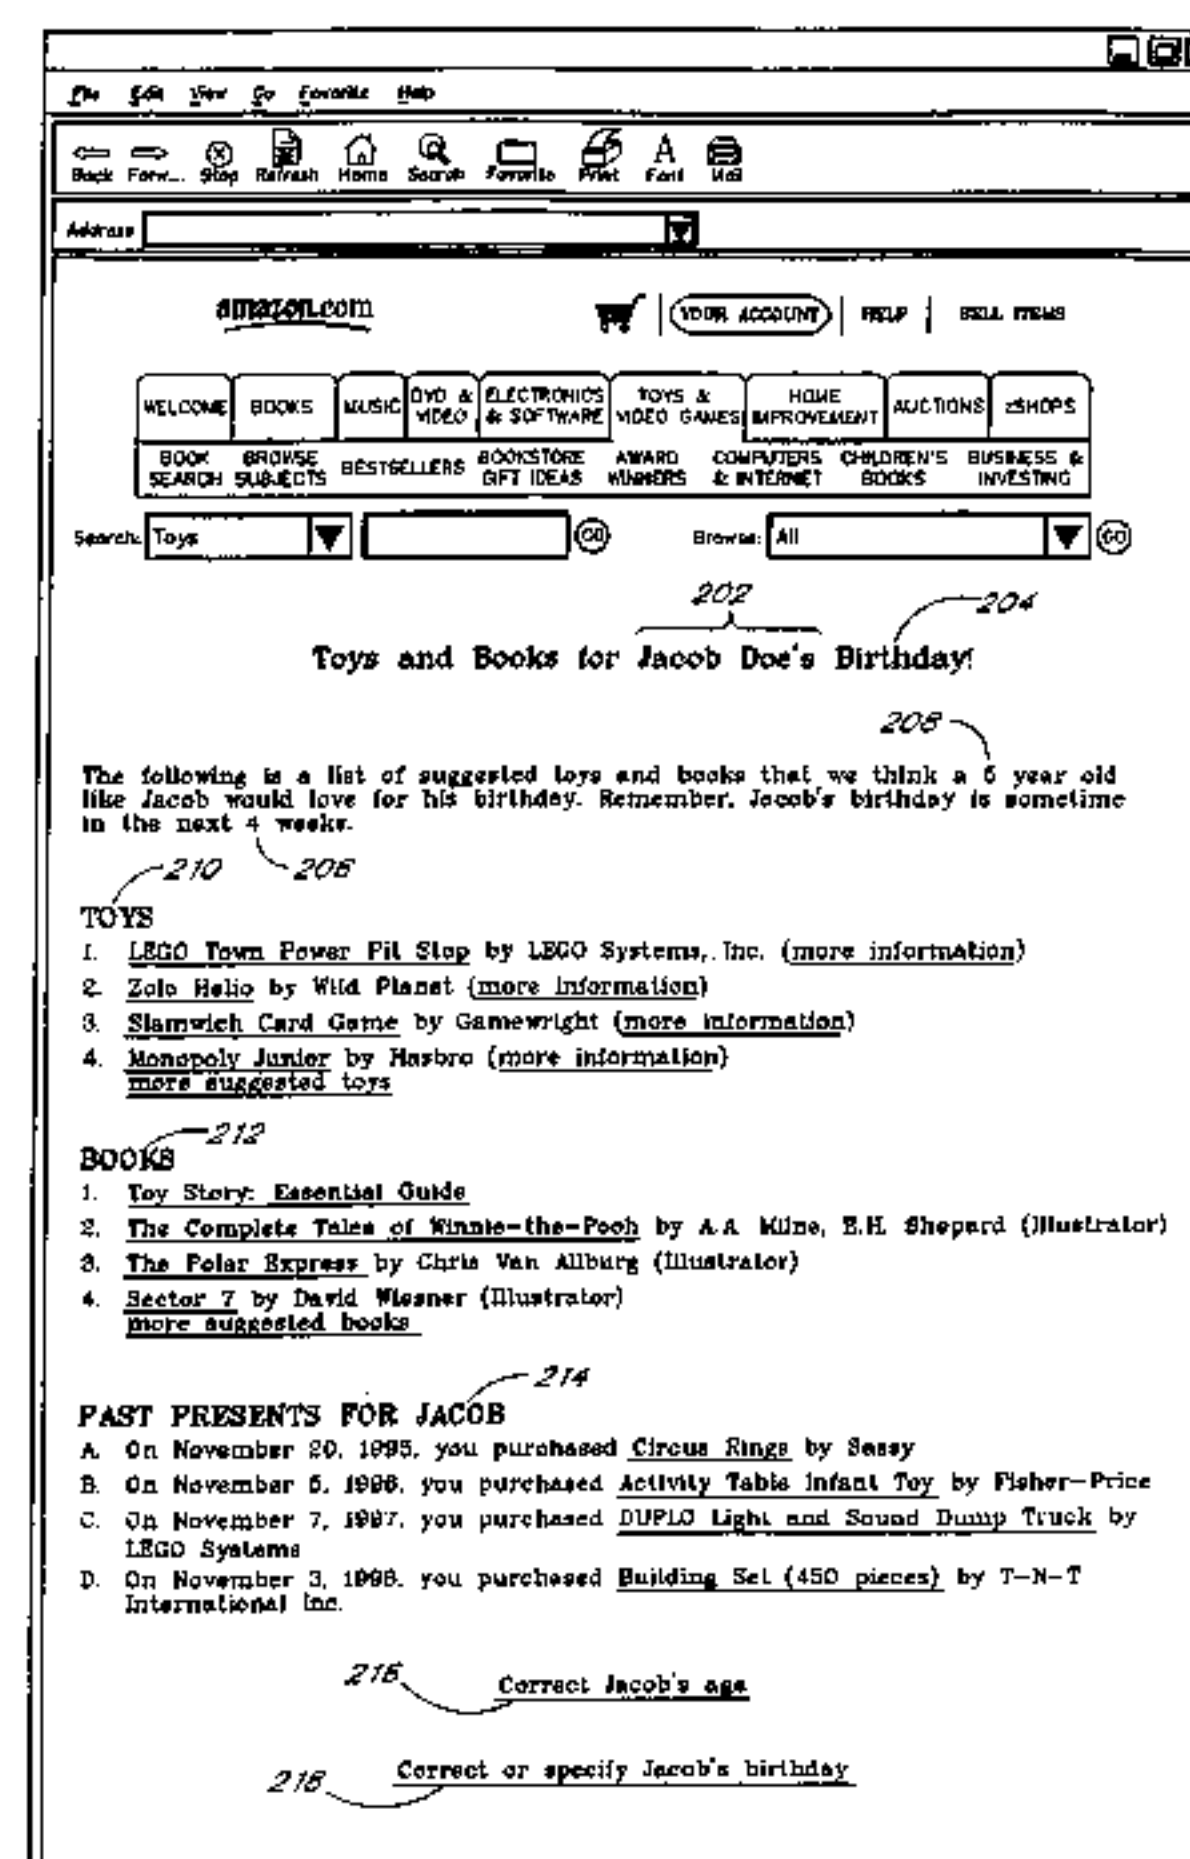 File Edit View Go Favorite Help
Back Forw... Stop Refresh Home Search Favorite Print Font Mail
Address
amazon.com
YOUR ACCOUNT HELP SELL ITEMS
WELCOME BOOKS MUSIC DVD & VIDEO ELECTRONICS & SOFTWARE TOYS & VIDEO GAMES HOME IMPROVEMENT AUCTIONS zSHOPS
BOOK SEARCH BROWSE SUBJECTS BESTSELLERS BOOKSTORE GIFT IDEAS AWARD WINNERS COMPUTERS & INTERNET CHILDREN'S BOOKS BUSINESS & INVESTING
Search: Toys GO Browse: All GO
202 204
Toys and Books for Jacob Doe's Birthday!
208
The following is a list of suggested toys and books that we think a year old
like Jacob would love for his birthday. Remember, Jacob's birthday is sometime
in the next 4 weeks.
210 206
TOYS
1. LEGO Town Power Pit Stop by LEGO Systems, Inc. (more information)
2. Zolo Helio by Wild Planet (more information)
3. Slamwich Card Game by Gamewright (more information)
4. Monopoly Junior by Hasbro (more information)
more suggested toys
212
BOOKS
1. Toy Story: Essential Guide
2. The Complete Tales of Winnie-the-Pooh by A.A. Milne, E.H. Shepard (Illustrator)
3. The Polar Express by Chris Van Allburg (Illustrator)
4. Sector 7 by David Wiesner (Illustrator)
more suggested books
214
PAST PRESENTS FOR JACOB
A. On November 20, 1995, you purchased Circus Rings by Sassy
B. On November 1996, you purchased Activity Table Infant Toy by Fisher-Price
C. On November 7, 1997, you purchased DUPLO Light and Sound Dump Truck by
LEGO Systems
D. On November 3, 1998, you purchased Building Set (450 pieces) by T-N-T
International Inc.
Correct Jacob's age
Correct or specify Jacob's birthday